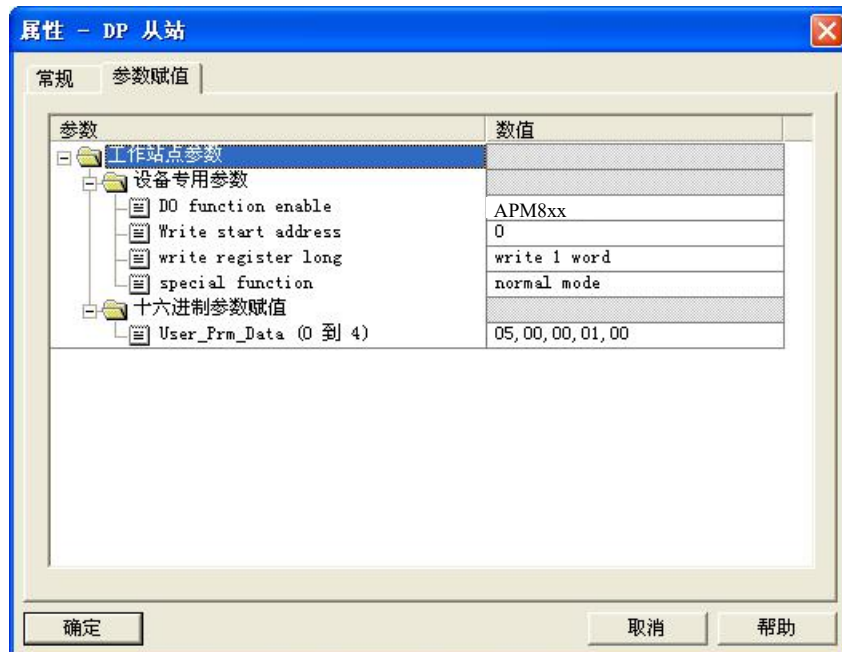 属性 - DP 从站
常规 参数赋值
参数 数值
工作站点参数
设备专用参数
DO function enable APM8xx
Write start address 0
write register long write 1 word
special function normal mode
十六进制参数赋值
User_Prm_Data (0 到 4) 05,00,00,01,00
确定 取消 帮助